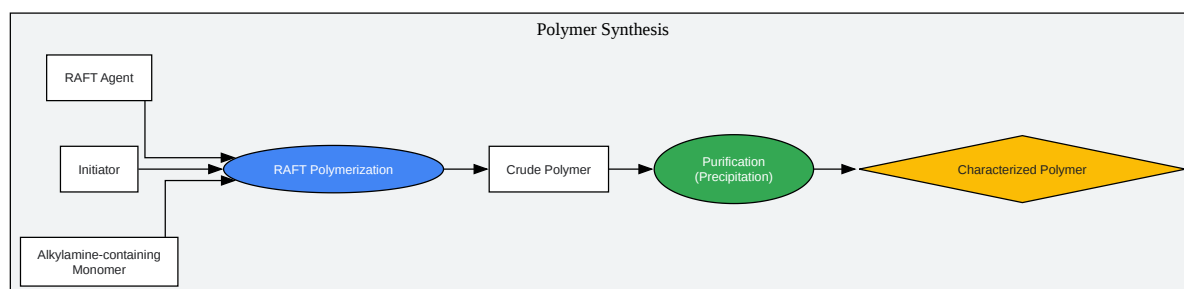 Polymer Synthesis
RAFT Agent
Initiator
RAFT Polymerization
Crude Polymer
Purification
(Precipitation)
Characterized Polymer
Alkylamine-containing
Monomer